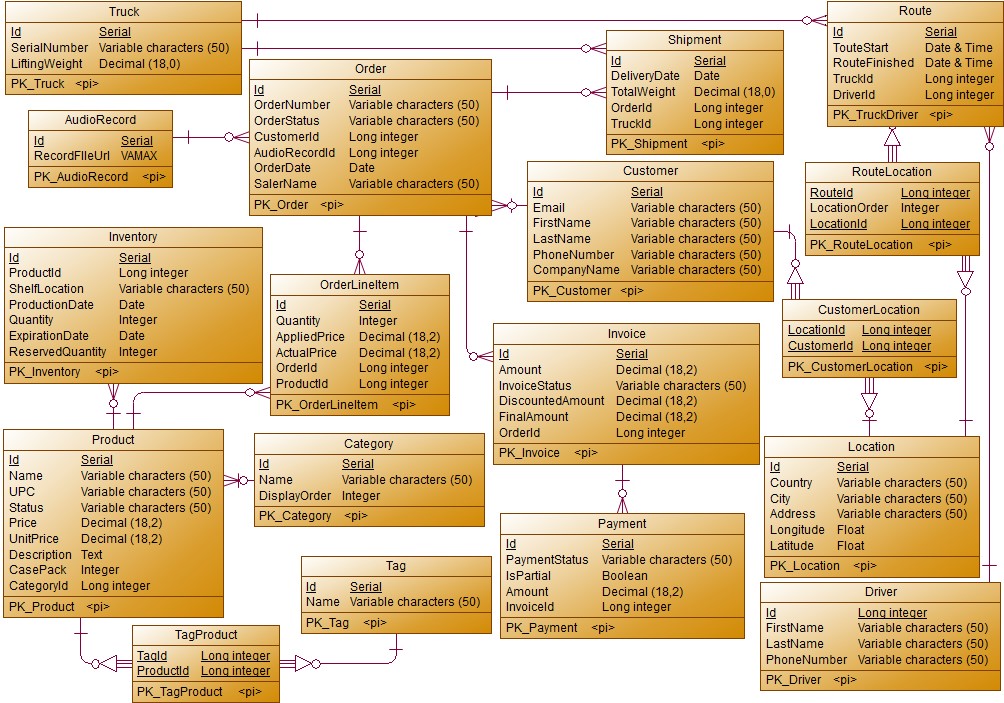 Truck
Id Serial
SerialNumber Variable characters (50)
LiftingWeight Decimal (18,0)
PK_Truck <pi>
Route
Id Serial
TouteStart Date & Time
RouteFinished Date & Time
TruckId Long integer
DriverId Long integer
PK_TruckDriver <pi>
Shipment
Id Serial
DeliveryDate Date
TotalWeight Decimal (18,0)
OrderId Long integer
TruckId Long integer
PK_Shipment <pi>
Order
Id Serial
OrderNumber Variable characters (50)
OrderStatus Variable characters (50)
CustomerId Long integer
AudioRecordId Long integer
OrderDate Date
SalerName Variable characters (50)
PK_Order <pi>
AudioRecord
Id Serial
RecordFIleUrl VAMAX
PK_AudioRecord <pi>
Customer
Id Serial
Email Variable characters (50)
FirstName Variable characters (50)
LastName Variable characters (50)
PhoneNumber Variable characters (50)
CompanyName Variable characters (50)
PK_Customer <pi>
RouteLocation
RouteId Long integer
LocationOrder Integer
LocationId Long integer
PK_RouteLocation <pi>
Inventory
Id Serial
ProductId Long integer
ShelfLocation Variable characters (50)
ProductionDate Date
Quantity Integer
ExpirationDate Date
ReservedQuantity Integer
PK_Inventory <pi>
OrderLineItem
Id Serial
Quantity Integer
AppliedPrice Decimal (18,2)
ActualPrice Decimal (18,2)
OrderId Long integer
ProductId Long integer
PK_OrderLineItem <pi>
CustomerLocation
LocationId Long integer
CustomerId Long integer
PK_CustomerLocation <pi>
Invoice
Id Serial
Amount Decimal (18,2)
InvoiceStatus Variable characters (50)
DiscountedAmount Decimal (18,2)
FinalAmount Decimal (18,2)
OrderId Long integer
PK_Invoice <pi>
Product
Id Serial
Name Variable characters (50)
UPC Variable characters (50)
Status Variable characters (50)
Price Decimal (18,2)
UnitPrice Decimal (18,2)
Description Text
CasePack Integer
CategoryId Long integer
PK_Product <pi>
Category
Id Serial
Name Variable characters (50)
DisplayOrder Integer
PK_Category <pi>
Location
Id Serial
Country Variable characters (50)
City Variable characters (50)
Address Variable characters (50)
Longitude Float
Latitude Float
PK_Location <pi>
Payment
Id Serial
PaymentStatus Variable characters (50)
IsPartial Boolean
Amount Decimal (18,2)
InvoiceId Long integer
PK_Payment <pi>
Tag
Id Serial
Name Variable characters (50)
PK_Tag <pi>
Driver
Id Long integer
FirstName Variable characters (50)
LastName Variable characters (50)
PhoneNumber Variable characters (50)
PK_Driver <pi>
TagProduct
TagId Long integer
ProductId Long integer
PK_TagProduct <pi>